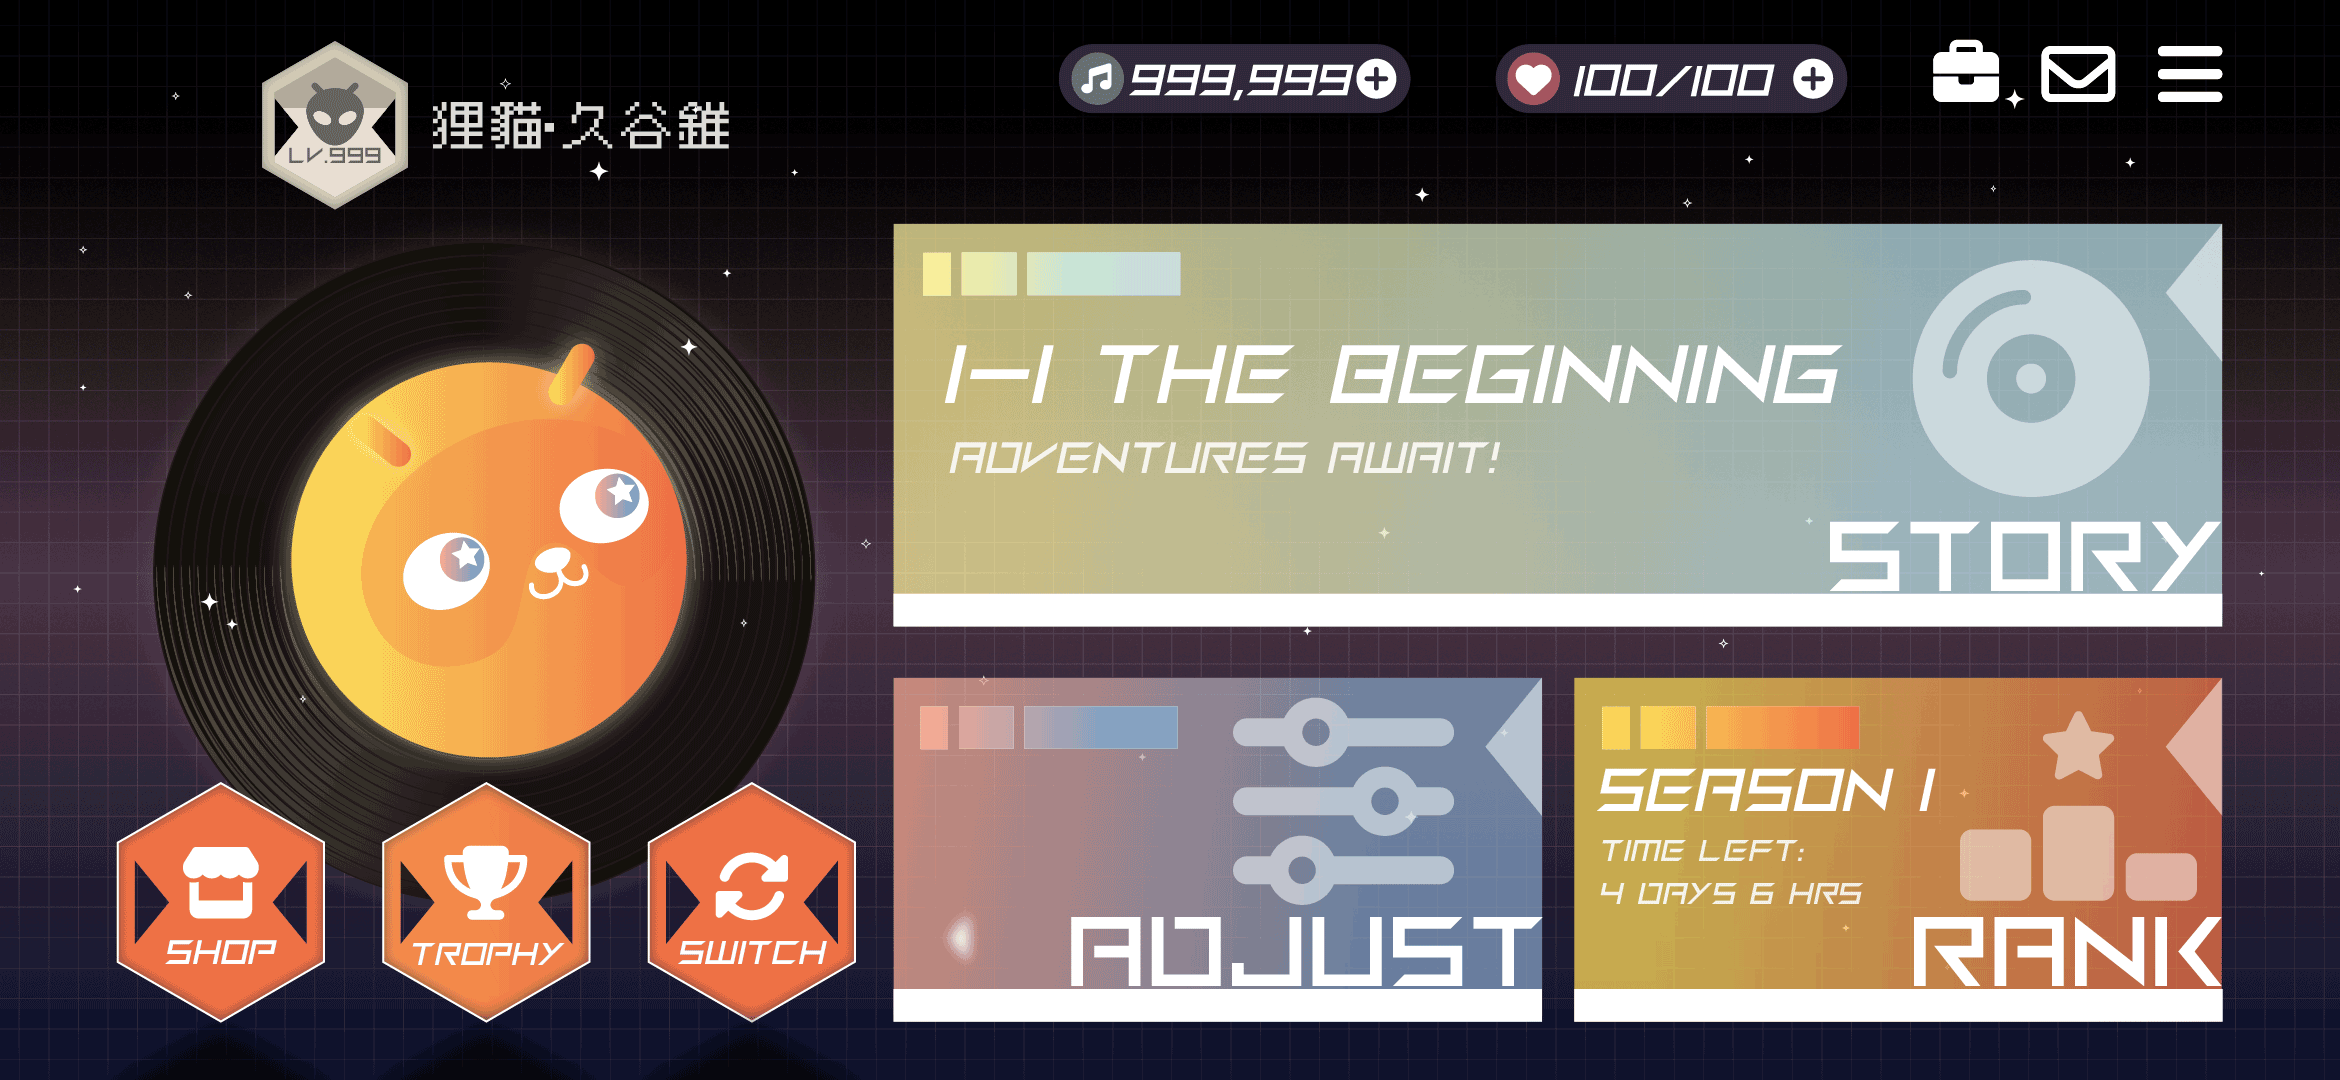 LV.999
狸貓·久谷錐
999,999
100/100
1-1 THE BEGINNING
ADVENTURES AWAIT!
STORY
ADJUST
SEASON 1
TIME LEFT:
4 DAYS 6 HRS
RANK
SHOP
TROPHY
SWITCH